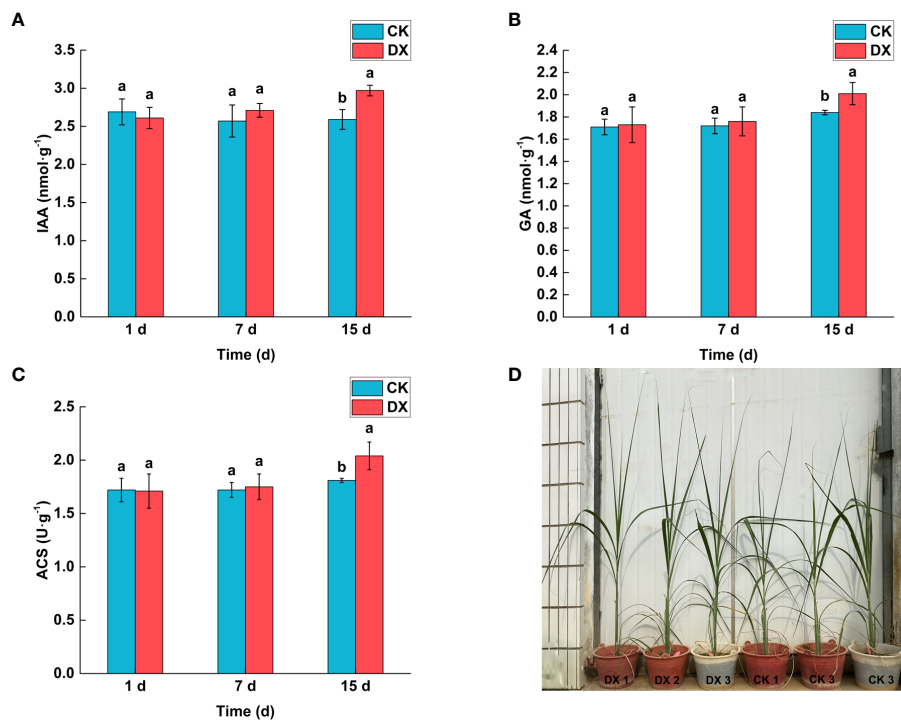 A
CK
DX
IAA (nmol·g⁻¹)
3.5
3.0
2.5
2.0
1.5
1.0
0.5
0.0
a a
a a
b a
1 d 7 d 15 d
Time (d)
B
CK
DX
GA (nmol·g⁻¹)
2.4
2.2
2.0
1.8
1.6
1.4
1.2
1.0
0.8
0.6
0.4
0.2
0.0
a a
a a
b a
1 d 7 d 15 d
Time (d)
C
CK
DX
ACS (U·g⁻¹)
2.5
2.0
1.5
1.0
0.5
0.0
a a
a a
b a
1 d 7 d 15 d
Time (d)
D
DX 1 DX 2 DX 3 CK 1 CK 3 CK 3